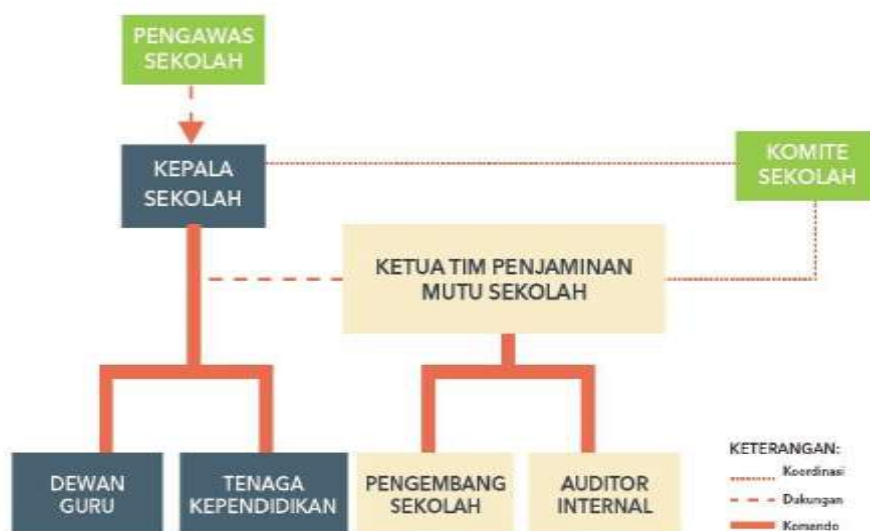 PENGAWAS
SEKOLAH
KEPALA
SEKOLAH
KOMITE
SEKOLAH
KETUA TIM PENJAMINAN
MUTU SEKOLAH
DEWAN
GURU
TENAGA
KEPENDIDIKAN
PENGEMBANG
SEKOLAH
AUDITOR
INTERNAL
KETERANGAN:
Koordinasi
Dukungan
Komando